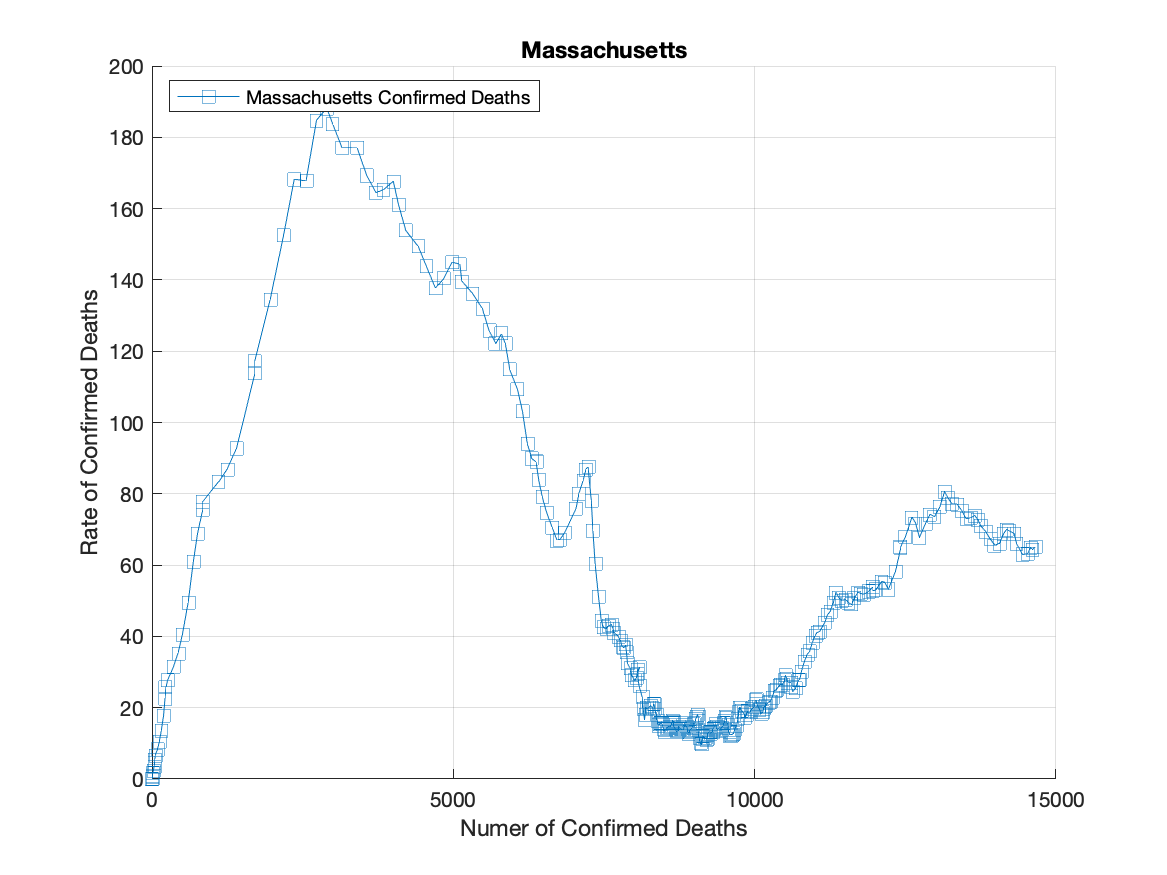 Massachusetts
Massachusetts Confirmed Deaths
200
180
160
140
120
100
80
60
40
20
0
Rate of Confirmed Deaths
0 5000 10000 15000
Numer of Confirmed Deaths